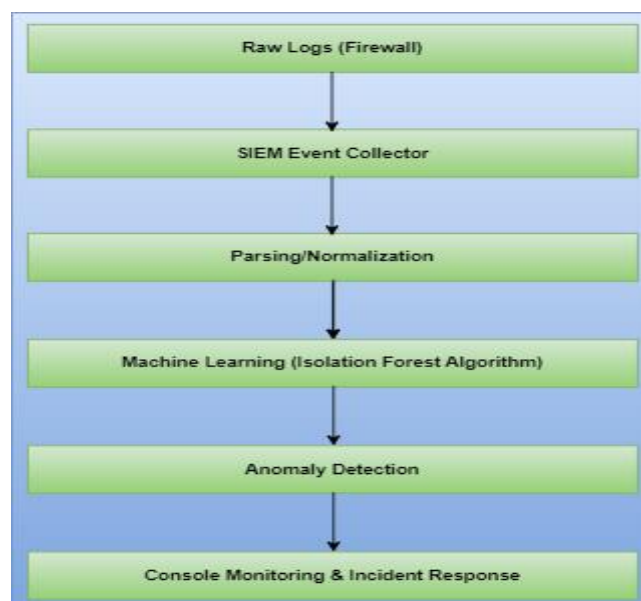 Raw Logs (Firewall)
SIEM Event Collector
Parsing/Normalization
Machine Learning (Isolation Forest Algorithm)
Anomaly Detection
Console Monitoring & Incident Response